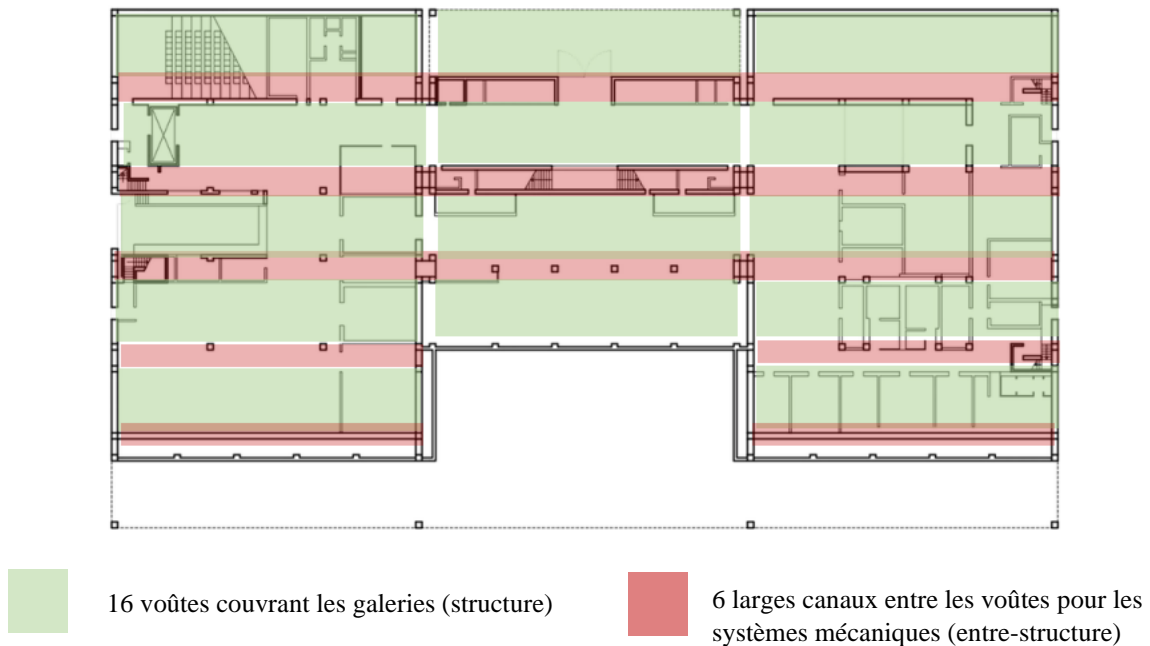 16 voûtes couvrant les galeries (structure)
6 larges canaux entre les voûtes pour les
systèmes mécaniques (entre-structure)